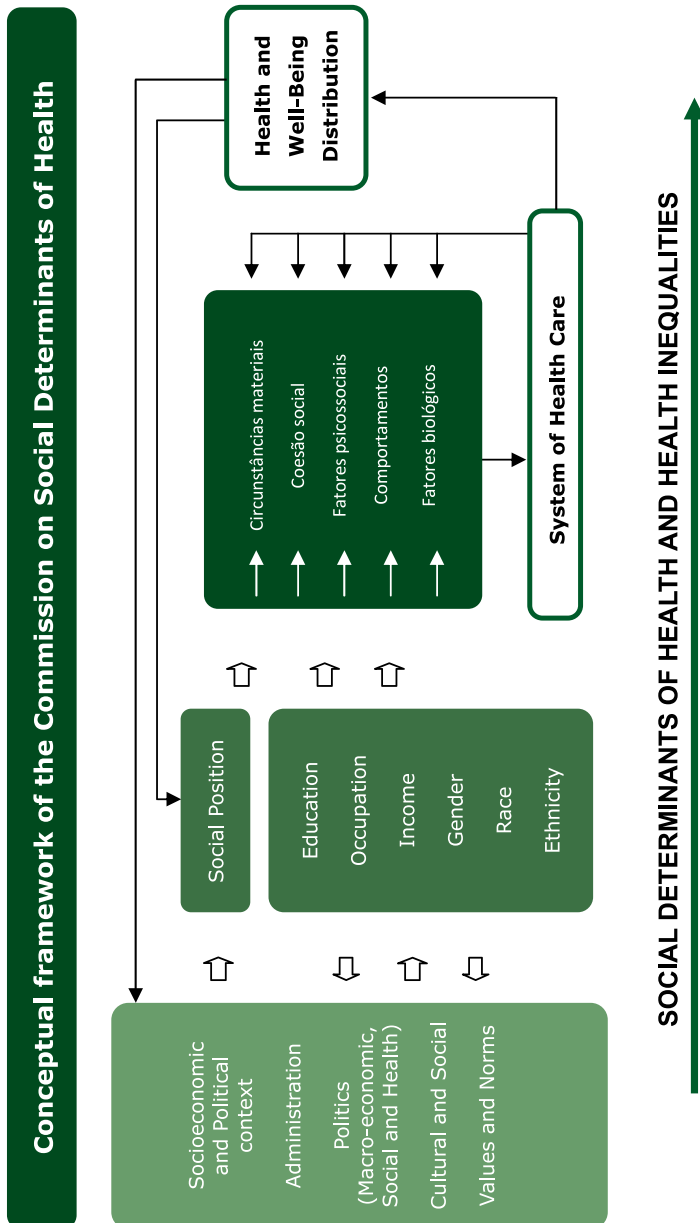 Conceptual framework of the Commission on Social Determinants of Health
Socioeconomic
and Political
context
Administration
Politics
(Macro-economic,
Social and Health)
Cultural and Social
Values and Norms
Social Position
Education
Occupation
Income
Gender
Race
Ethnicity
Circunstâncias materiais
Coesão social
Fatores psicossociais
Comportamentos
Fatores biológicos
System of Health Care
Health and
Well-Being
Distribution
SOCIAL DETERMINANTS OF HEALTH AND HEALTH INEQUALITIES